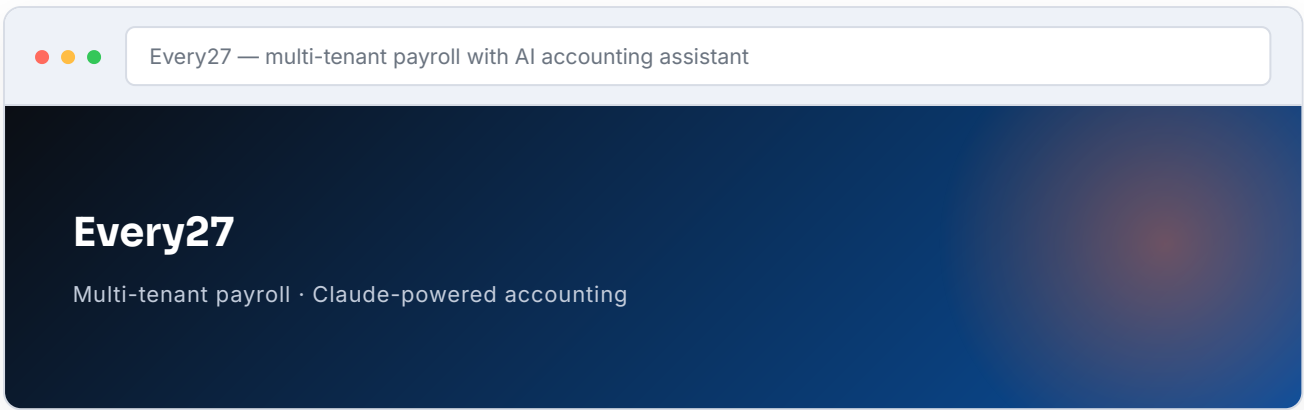 Every27 — multi-tenant payroll with AI accounting assistant
Every27
Multi-tenant payroll · Claude-powered accounting